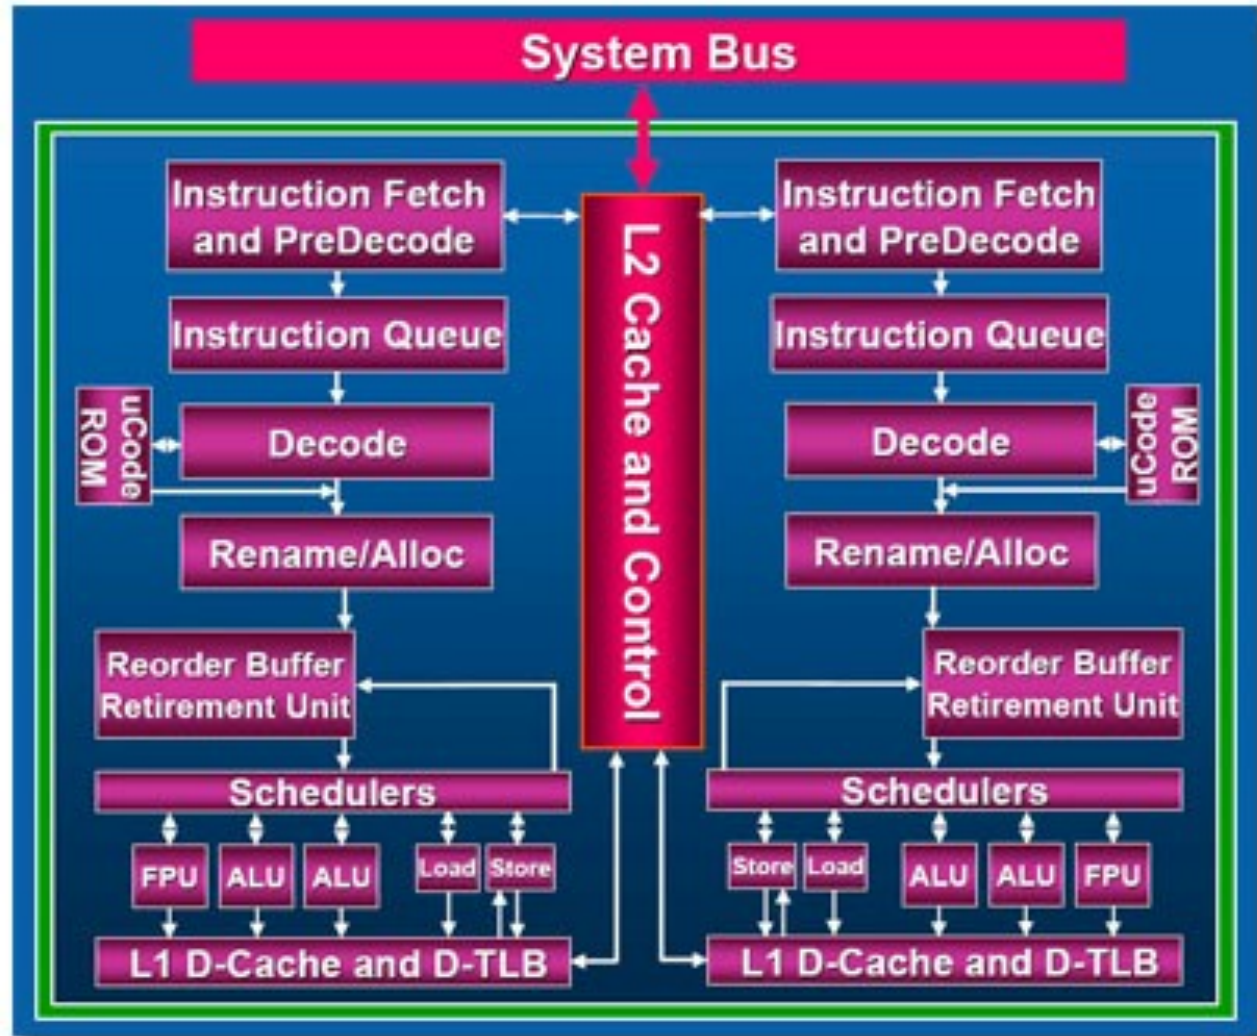 System Bus
Instruction Fetch
and PreDecode
Instruction Queue
uCode
ROM
Decode
Rename/Alloc
Reorder Buffer
Retirement Unit
Schedulers
FPU
ALU
ALU
Load
Store
L1 D-Cache and D-TLB
L2 Cache and Control
Instruction Fetch
and PreDecode
Instruction Queue
Decode
uCode
ROM
Rename/Alloc
Reorder Buffer
Retirement Unit
Schedulers
Store
Load
ALU
ALU
FPU
L1 D-Cache and D-TLB